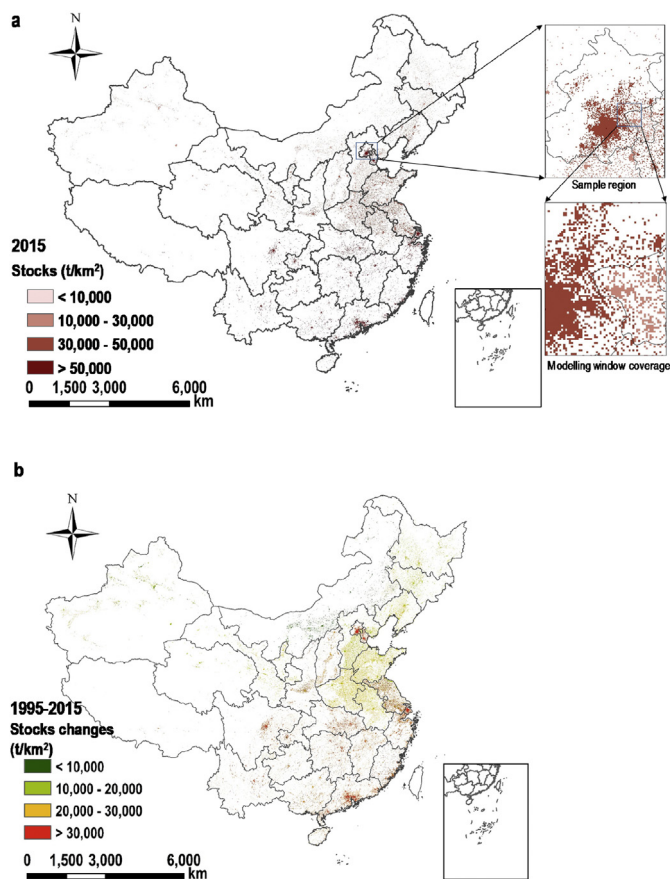 a
N
2015
Stocks (t/km²)
< 10,000
10,000 - 30,000
30,000 - 50,000
> 50,000
0 1,500 3,000 6,000
km
Sample region
Modelling window coverage
b
N
1995-2015
Stocks changes
(t/km²)
< 10,000
10,000 - 20,000
20,000 - 30,000
> 30,000
0 1,500 3,000 6,000
km